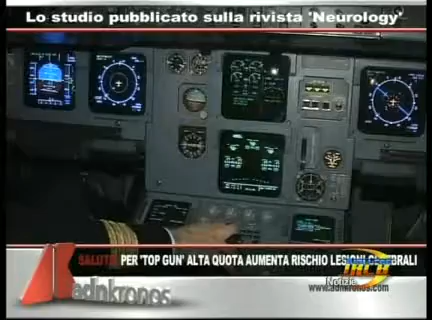 Lo studio pubblicato sulla rivista 'Neurology'
SALUTE PER 'TOP GUN' ALTA QUOTA AUMENTA RISCHIO LESIONI CEREBRALI
Notizie
adnkronos
www.adnkronos.com